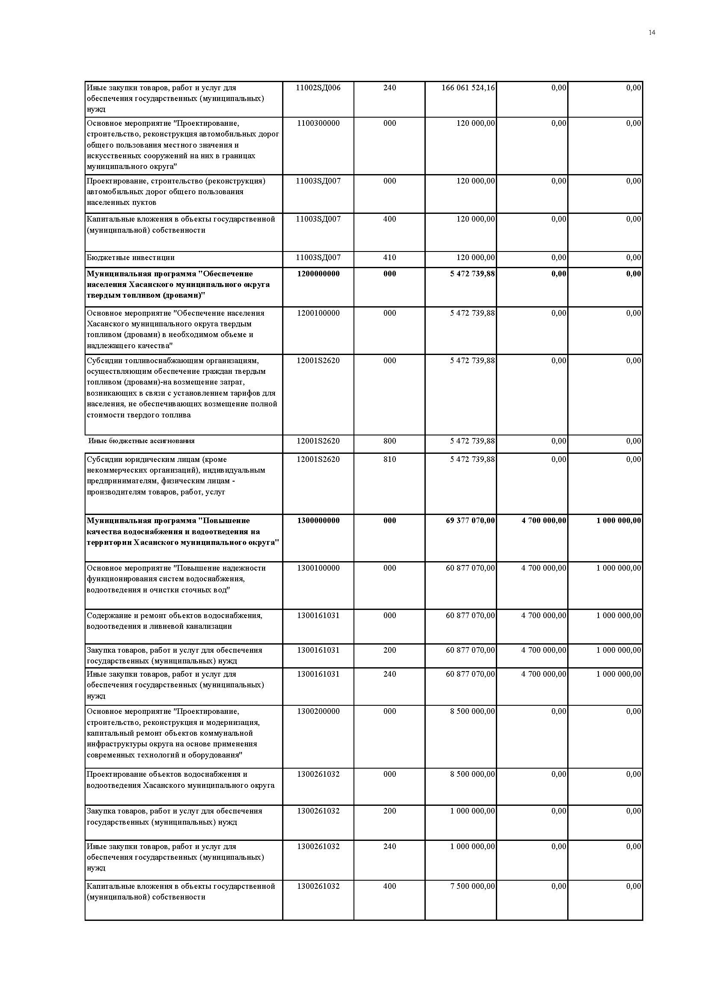 14
Иные закупки товаров, работ и услуг для 11002SД006 240 166 061 524,16 0,00 0,00
обеспечения государственных (муниципальных)
нужд
Основное мероприятие "Проектирование, 1100300000 000 120 000,00 0,00 0,00
строительство, реконструкция автомобильных дорог
общего пользования местного значения и
искусственных сооружений на них в границах
муниципального округа"
Проектирование, строительство (реконструкция) 11003SД007 000 120 000,00 0,00 0,00
автомобильных дорог общего пользования
населенных пуктов
Капитальные вложения в объекты государственной 11003SД007 400 120 000,00 0,00 0,00
(муниципальной) собственности
Бюджетные инвестиции 11003SД007 410 120 000,00 0,00 0,00
Муниципальная программа "Обеспечение 1200000000 000 5 472 739,88 0,00 0,00
населения Хасанского муниципального округа
твердым топливом (дровами)"
Основное мероприятие "Обеспечение населения 1200100000 000 5 472 739,88 0,00 0,00
Хасанского муниципального округа твердым
топливом (дровами) в необходимом объеме и
надлежащего качества"
Субсидии топливоснабжающим организациям, 12001S2620 000 5 472 739,88 0,00 0,00
осуществляющим обеспечение граждан твердым
топливом (дровами)-на возмещение затрат,
возникающих в связи с установлением тарифов для
населения, не обеспечивающих возмещение полной
стоимости твердого топлива
Иные бюджетные ассигнования 12001S2620 800 5 472 739,88 0,00 0,00
Субсидии юридическим лицам (кроме 12001S2620 810 5 472 739,88 0,00 0,00
некоммерческих организаций), индивидуальным
предпринимателям, физическим лицам -
производителям товаров, работ, услуг
Муниципальная программа "Повышение 1300000000 000 69 377 070,00 4 700 000,00 1 000 000,00
качества водоснабжения и водоотведения на
территории Хасанского муниципального округа"
Основное мероприятие "Повышение надежности 1300100000 000 60 877 070,00 4 700 000,00 1 000 000,00
функционирования систем водоснабжения,
водоотведения и очистки сточных вод"
Содержание и ремонт объектов водоснабжения, 1300161031 000 60 877 070,00 4 700 000,00 1 000 000,00
водоотведения и ливневой канализации
Закупка товаров, работ и услуг для обеспечения 1300161031 200 60 877 070,00 4 700 000,00 1 000 000,00
государственных (муниципальных) нужд
Иные закупки товаров, работ и услуг для 1300161031 240 60 877 070,00 4 700 000,00 1 000 000,00
обеспечения государственных (муниципальных)
нужд
Основное мероприятие "Проектирование, 1300200000 000 8 500 000,00 0,00 0,00
строительство, реконструкция и модернизация,
капитальный ремонт объектов коммунальной
инфраструктуры округа на основе применения
современных технологий и оборудования"
Проектирование объектов водоснабжения и 1300261032 000 8 500 000,00 0,00 0,00
водоотведения Хасанского муниципального округа
Закупка товаров, работ и услуг для обеспечения 1300261032 200 1 000 000,00 0,00 0,00
государственных (муниципальных) нужд
Иные закупки товаров, работ и услуг для 1300261032 240 1 000 000,00 0,00 0,00
обеспечения государственных (муниципальных)
нужд
Капитальные вложения в объекты государственной 1300261032 400 7 500 000,00 0,00 0,00
(муниципальной) собственности